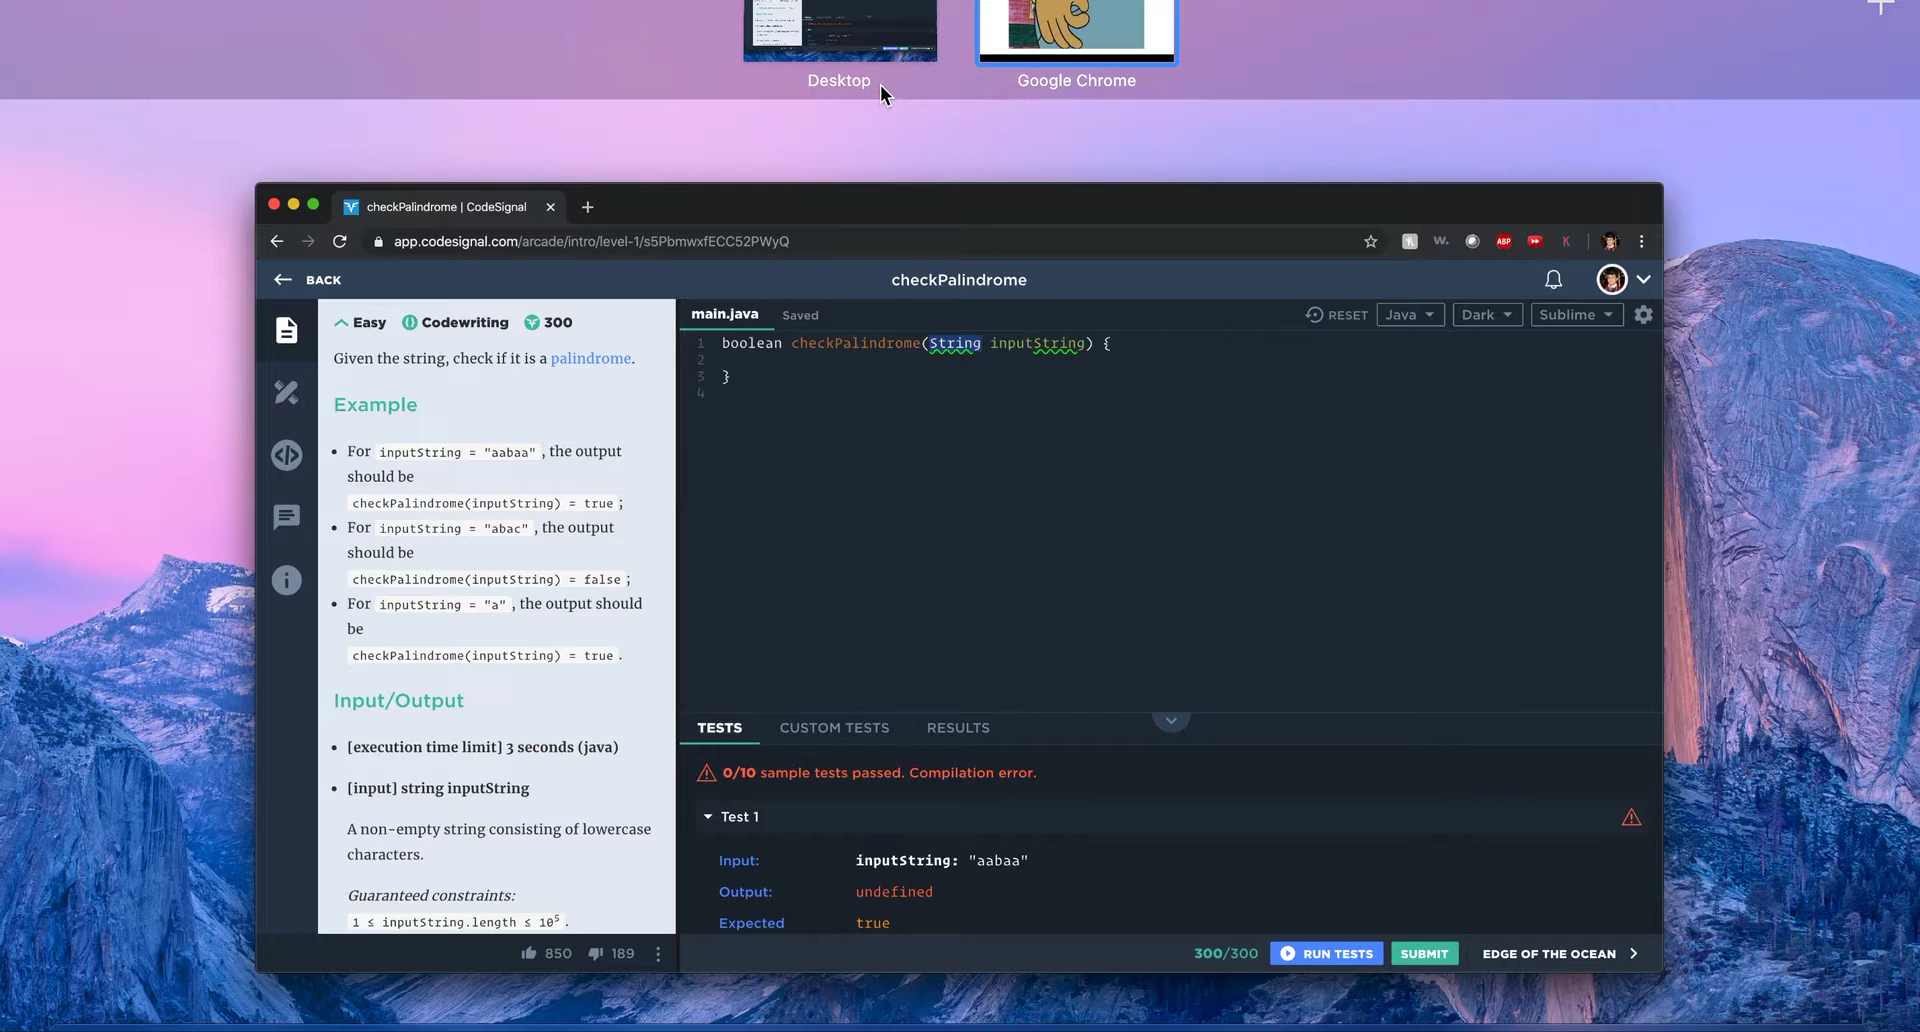 Desktop
Google Chrome
checkPalindrome | CodeSignal
app.codesignal.com/arcade/intro/level-1/s5PbmwxfECC52PWyQ
W.
ABP
K
BACK
checkPalindrome
Easy Codewriting 300
Given the string, check if it is a palindrome.
Example
• For inputString = "aabaa", the output
should be
checkPalindrome(inputString) = true;
• For inputString = "abac", the output
should be
checkPalindrome(inputString) = false;
• For inputString = "a", the output should
be
checkPalindrome(inputString) = true.
Input/Output
• [execution time limit] 3 seconds (java)
• [input] string inputString
A non-empty string consisting of lowercase
characters.
Guaranteed constraints:
1 ≤ inputString.length ≤ 10⁵.
850 189
main.java Saved RESET Java Dark Sublime
1 boolean checkPalindrome(String inputString) {
2
3 }
4
TESTS CUSTOM TESTS RESULTS
0/10 sample tests passed. Compilation error.
Test 1
Input: inputString: "aabaa"
Output: undefined
Expected true
300/300 RUN TESTS SUBMIT EDGE OF THE OCEAN